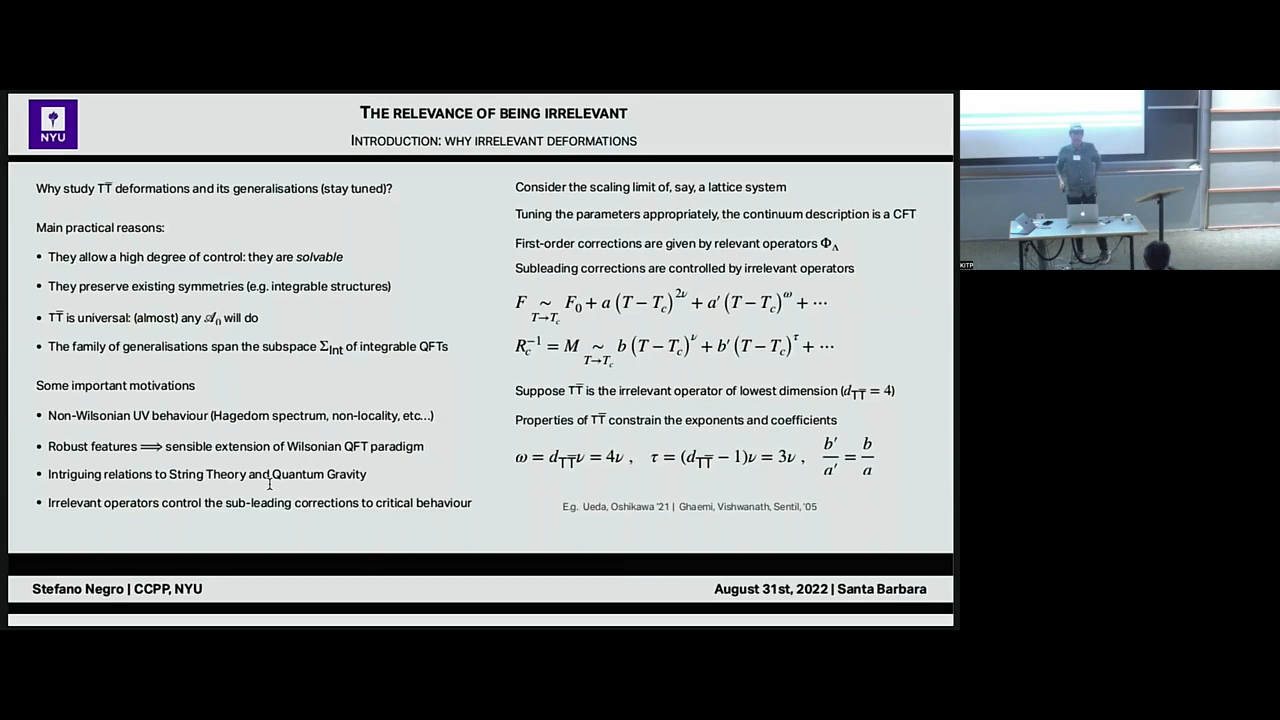 NYU
THE RELEVANCE OF BEING IRRELEVANT
INTRODUCTION: WHY IRRELEVANT DEFORMATIONS
Why study TT̅ deformations and its generalisations (stay tuned)?
Main practical reasons:
• They allow a high degree of control: they are solvable
• They preserve existing symmetries (e.g. integrable structures)
• TT̅ is universal: (almost) any 𝒜₀ will do
• The family of generalisations span the subspace Σ_Int of integrable QFTs
Some important motivations
• Non-Wilsonian UV behaviour (Hagedorn spectrum, non-locality, etc...)
• Robust features ⟹ sensible extension of Wilsonian QFT paradigm
• Intriguing relations to String Theory and Quantum Gravity
• Irrelevant operators control the sub-leading corrections to critical behaviour
Consider the scaling limit of, say, a lattice system
Tuning the parameters appropriately, the continuum description is a CFT
First-order corrections are given by relevant operators Φ_Λ
Subleading corrections are controlled by irrelevant operators
F ~_{T→T_c} F₀ + a (T − T_c)^{2ν} + a′ (T − T_c)^ω + ⋯
R_c^{−1} = M ~_{T→T_c} b (T − T_c)^ν + b′ (T − T_c)^τ + ⋯
Suppose TT̅ is the irrelevant operator of lowest dimension (d_{TT̅} = 4)
Properties of TT̅ constrain the exponents and coefficients
ω = d_{TT̅}ν = 4ν , τ = (d_{TT̅} − 1)ν = 3ν , b′/a′ = b/a
E.g. Ueda, Oshikawa '21 | Ghaemi, Vishwanath, Sentil, '05
Stefano Negro | CCPP, NYU
August 31st, 2022 | Santa Barbara
KITP